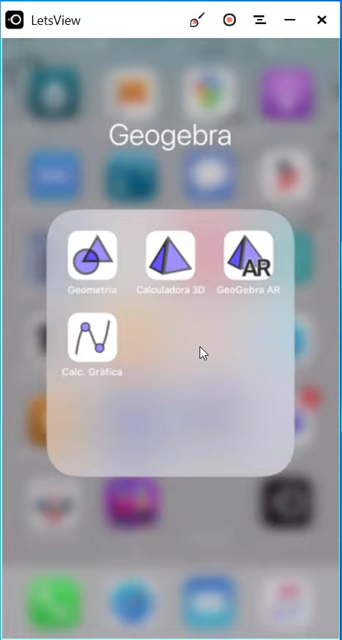 LetsView
Geogebra
Geometria
Calculadora 3D
AR
GeoGebra AR
Calc. Gráfica